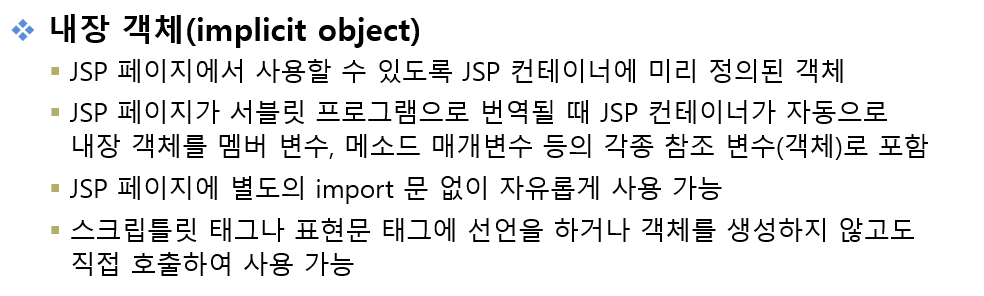 ❖ 내장 객체(implicit object)
▪ JSP 페이지에서 사용할 수 있도록 JSP 컨테이너에 미리 정의된 객체
▪ JSP 페이지가 서블릿 프로그램으로 번역될 때 JSP 컨테이너가 자동으로
내장 객체를 멤버 변수, 메소드 매개변수 등의 각종 참조 변수(객체)로 포함
▪ JSP 페이지에 별도의 import 문 없이 자유롭게 사용 가능
▪ 스크립틀릿 태그나 표현문 태그에 선언을 하거나 객체를 생성하지 않고도
직접 호출하여 사용 가능